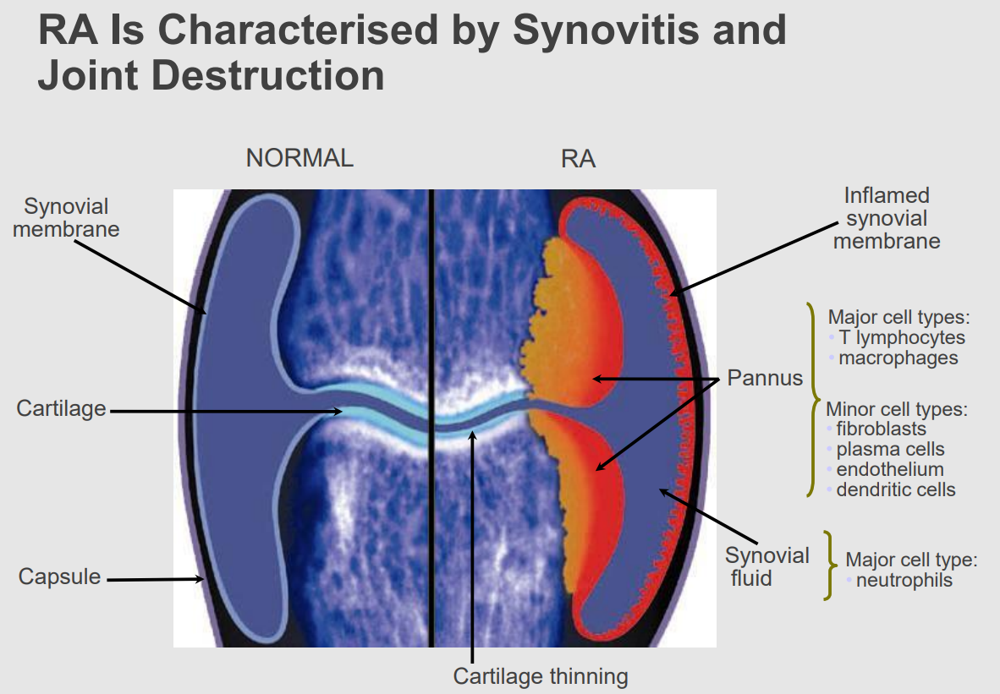 RA Is Characterised by Synovitis and
Joint Destruction
NORMAL
RA
Synovial
membrane
Cartilage
Capsule
Cartilage thinning
Inflamed
synovial
membrane
Pannus
Major cell types:
• T lymphocytes
• macrophages
Minor cell types:
• fibroblasts
• plasma cells
• endothelium
• dendritic cells
Synovial
fluid
Major cell type:
• neutrophils